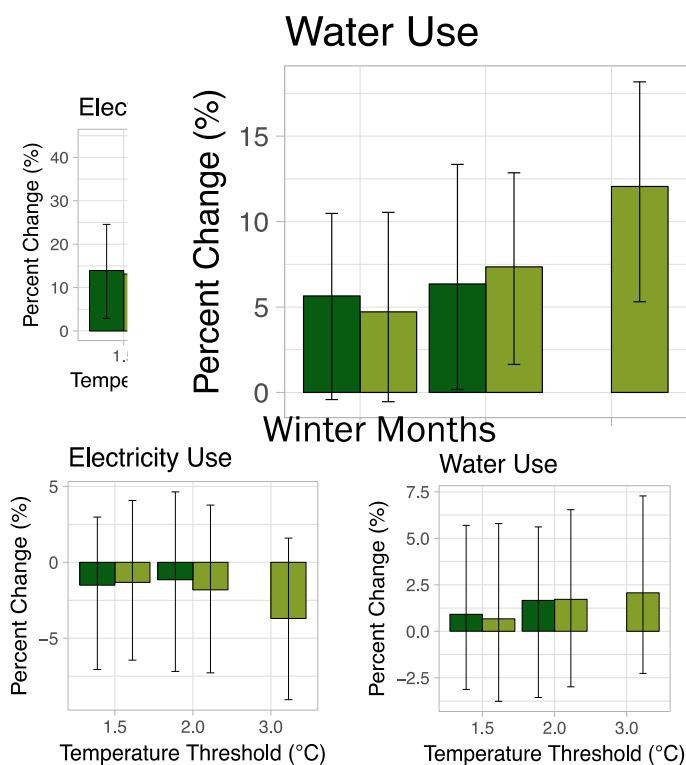 Water Use
Elec
Percent Change (%)
40
30
20
10
0
1.5
Tempe
Percent Change (%)
15
10
5
0
Winter Months
Electricity Use
Percent Change (%)
5
0
−5
1.5
2.0
3.0
Temperature Threshold (°C)
Water Use
Percent Change (%)
7.5
5.0
2.5
0.0
−2.5
1.5
2.0
3.0
Temperature Threshold (°C)